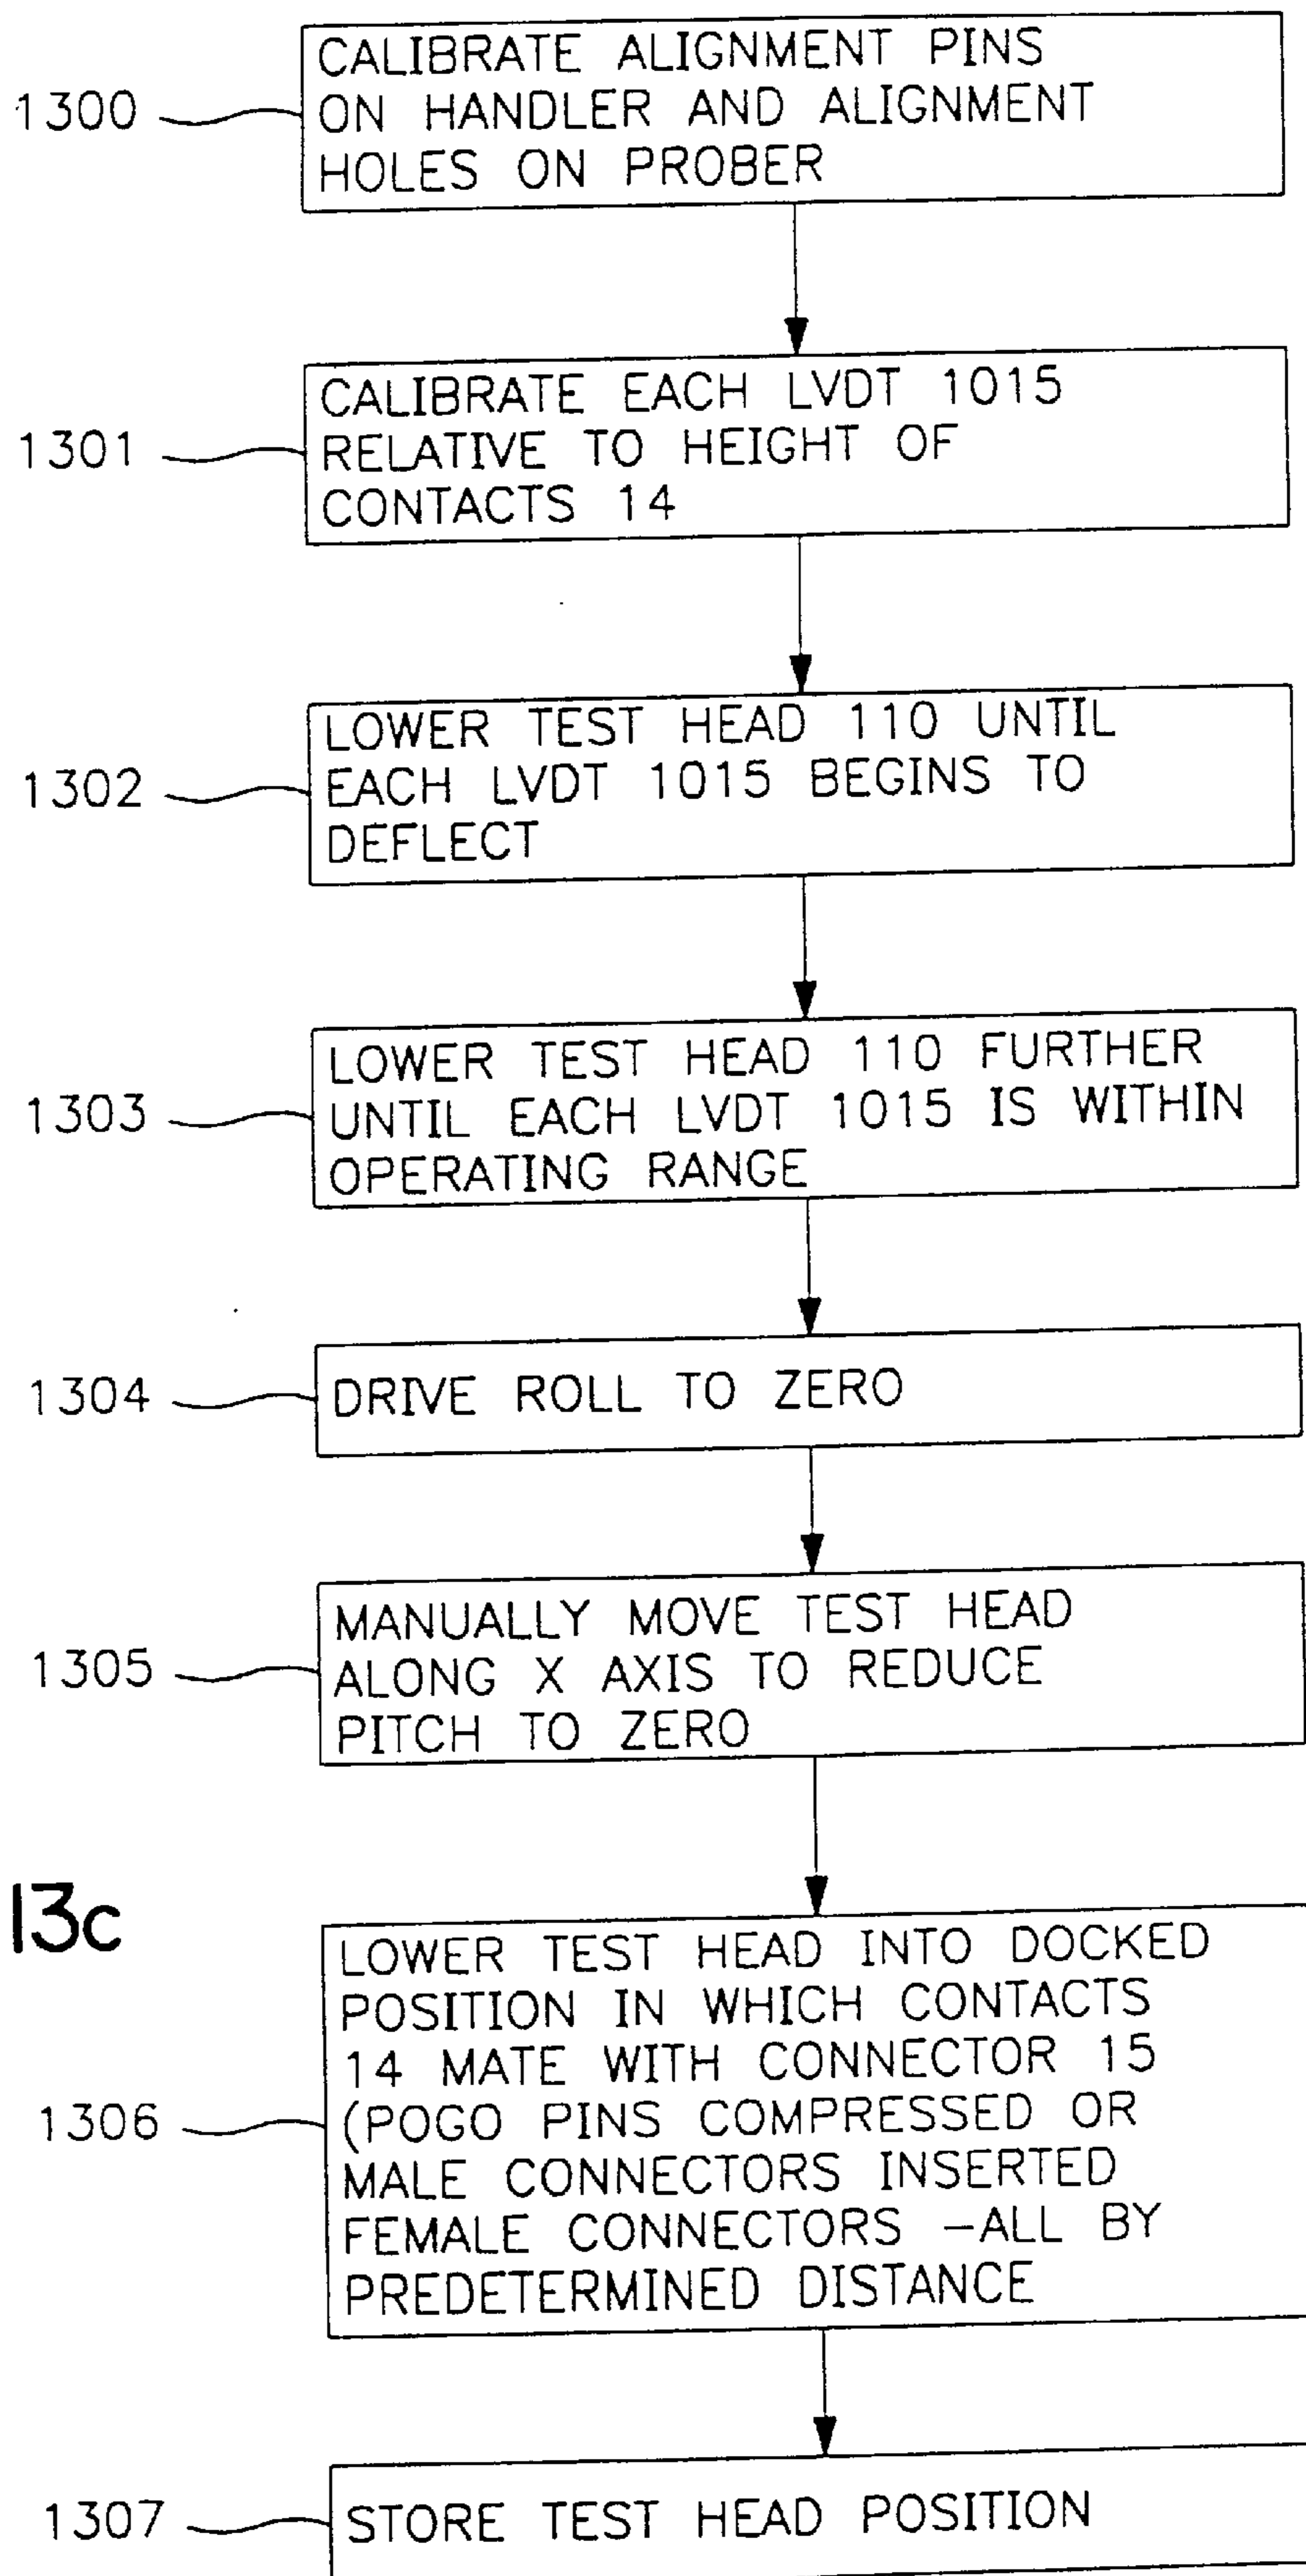 1300
CALIBRATE ALIGNMENT PINS
ON HANDLER AND ALIGNMENT
HOLES ON PROBER
1301
CALIBRATE EACH LVDT 1015
RELATIVE TO HEIGHT OF
CONTACTS 14
1302
LOWER TEST HEAD 110 UNTIL
EACH LVDT 1015 BEGINS TO
DEFLECT
1303
LOWER TEST HEAD 110 FURTHER
UNTIL EACH LVDT 1015 IS WITHIN
OPERATING RANGE
1304
DRIVE ROLL TO ZERO
1305
MANUALLY MOVE TEST HEAD
ALONG X AXIS TO REDUCE
PITCH TO ZERO
13c
1306
LOWER TEST HEAD INTO DOCKED
POSITION IN WHICH CONTACTS
14 MATE WITH CONNECTOR 15
(POGO PINS COMPRESSED OR
MALE CONNECTORS INSERTED
FEMALE CONNECTORS -ALL BY
PREDETERMINED DISTANCE
1307
STORE TEST HEAD POSITION